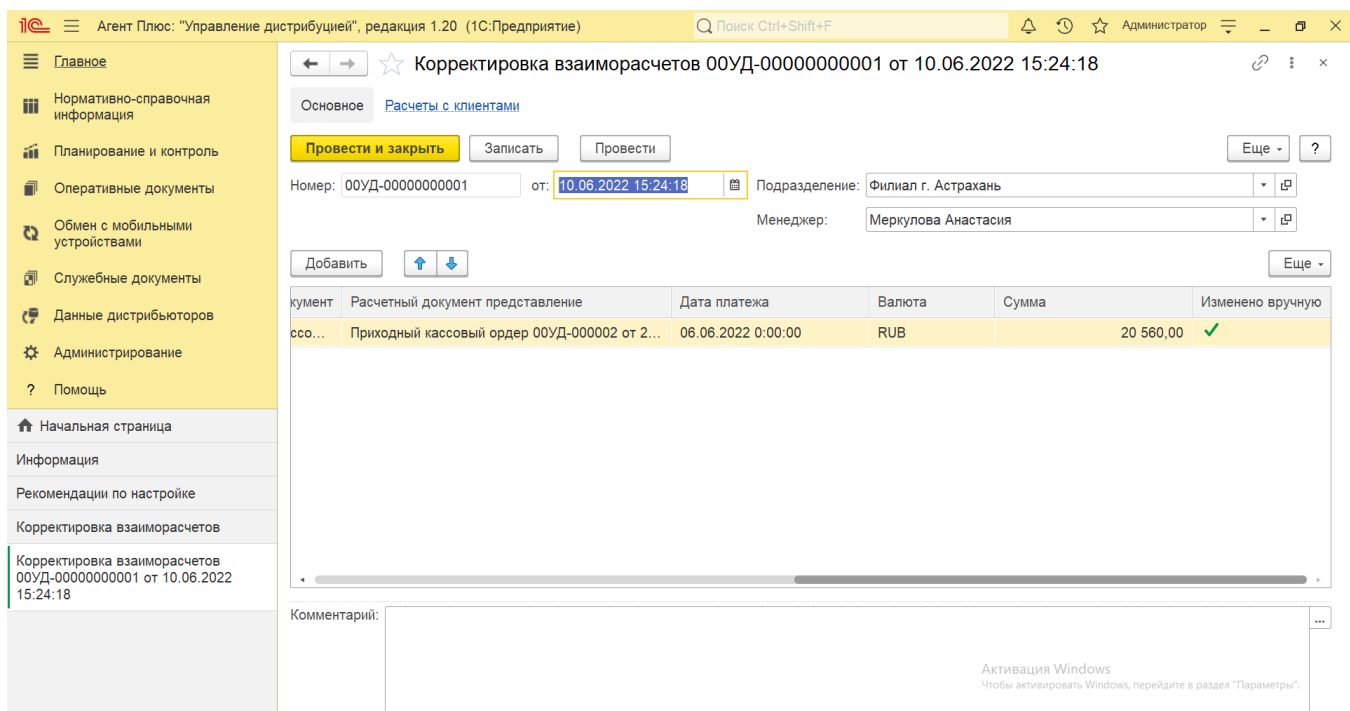 Агент Плюс: "Управление дистрибуцией", редакция 1.20 (1С:Предприятие)
Поиск Ctrl+Shift+F
Администратор
Главное
Нормативно-справочная
информация
Планирование и контроль
Оперативные документы
Обмен с мобильными
устройствами
Служебные документы
Данные дистрибьюторов
Администрирование
? Помощь
Начальная страница
Информация
Рекомендации по настройке
Корректировка взаиморасчетов
Корректировка взаиморасчетов
00УД-00000000001 от 10.06.2022
15:24:18
Корректировка взаиморасчетов 00УД-00000000001 от 10.06.2022 15:24:18
Основное Расчеты с клиентами
Провести и закрыть Записать Провести Еще ?
Номер: 00УД-00000000001 от: 10.06.2022 15:24:18 Подразделение: Филиал г. Астрахань
Менеджер: Меркулова Анастасия
Добавить Еще
кумент Расчетный документ представление Дата платежа Валюта Сумма Изменено вручную
ссо... Приходный кассовый ордер 00УД-000002 от 2... 06.06.2022 0:00:00 RUB 20 560,00
Комментарий: ...
Активация Windows
Чтобы активировать Windows, перейдите в раздел "Параметры".